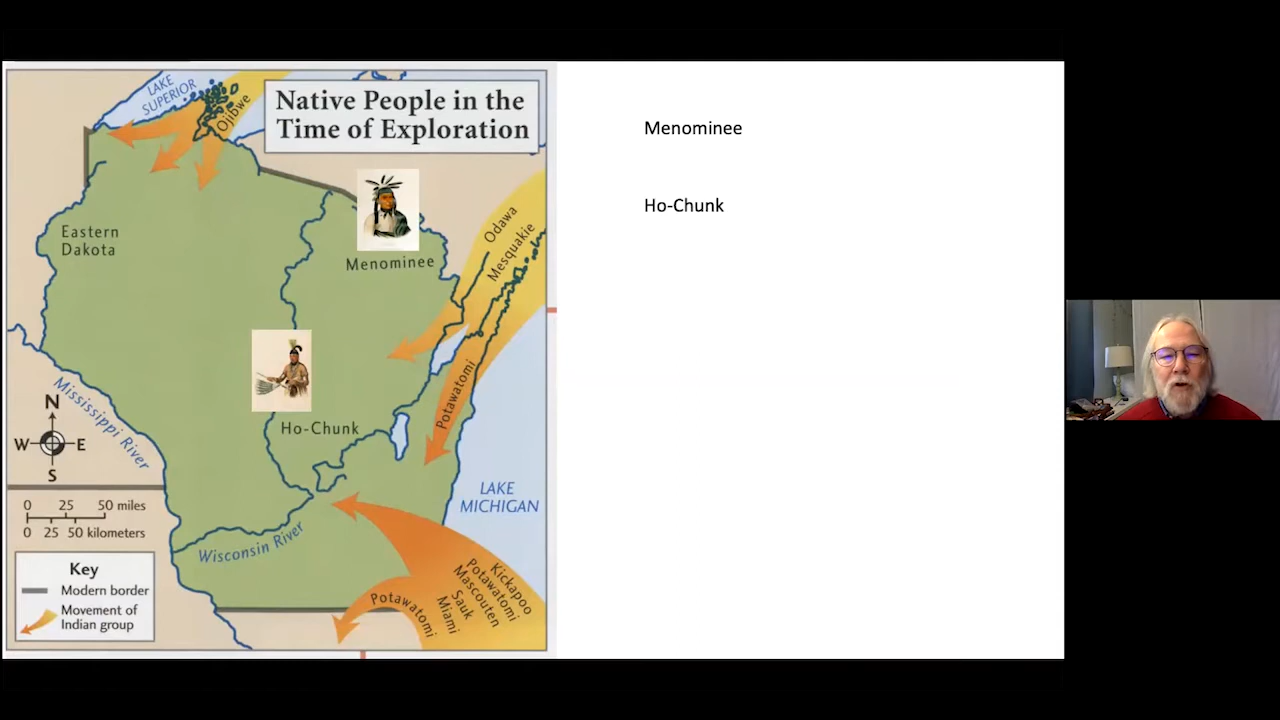 LAKE
SUPERIOR
Ojibwe
Native People in the
Time of Exploration
Menominee
Ho-Chunk
Eastern
Dakota
Menominee
Odawa
Mesquakie
Potawatomi
Mississippi River
N
W E
S
Ho-Chunk
LAKE
MICHIGAN
0 25 50 miles
0 25 50 kilometers
Wisconsin River
Kickapoo
Potawatomi
Mascouten
Sauk
Miami
Potawatomi
Key
Modern border
Movement of
Indian group